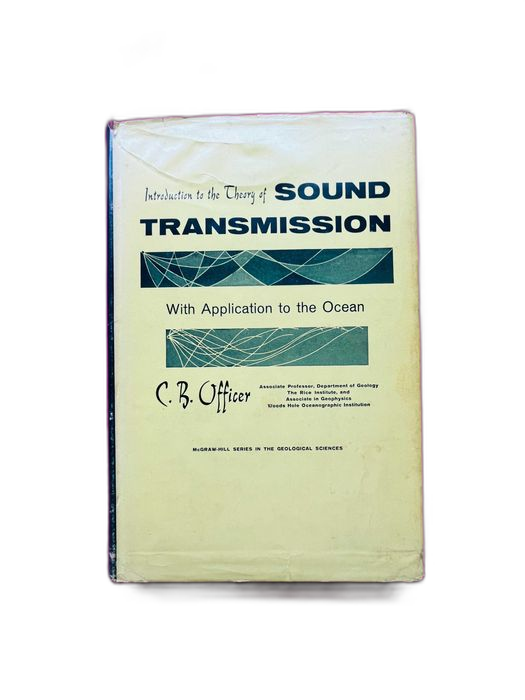 Introduction to the Theory of SOUND
TRANSMISSION
With Application to the Ocean
C. B. Officer
Associate Professor, Department of Geology
The Rice Institute, and
Associate in Geophysics
Woods Hole Oceanographic Institution
McGRAW-HILL SERIES IN THE GEOLOGICAL SCIENCES